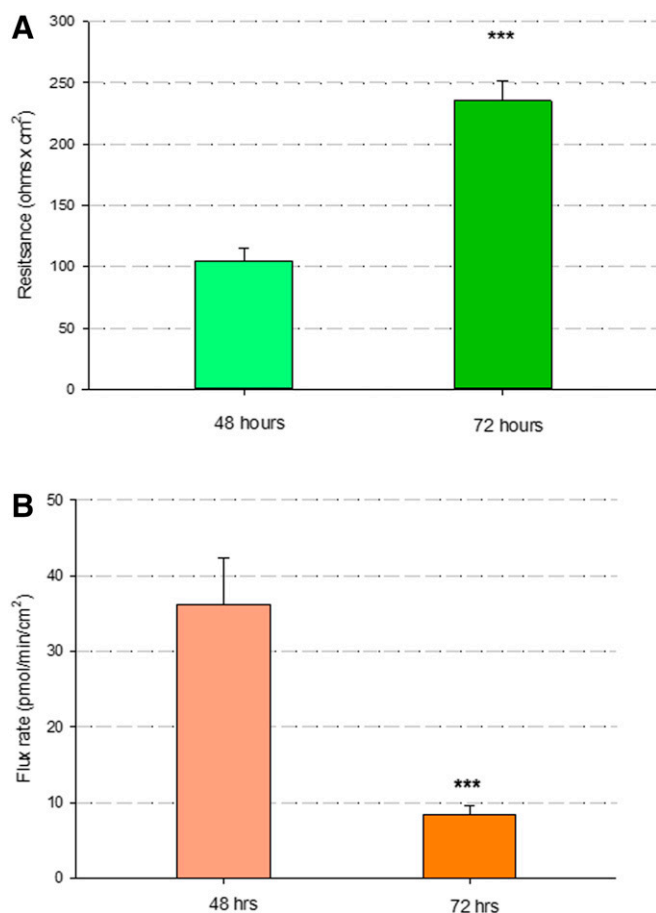 A
300
***
250
200
150
100
50
0
Resitsance (ohms x cm²)
48 hours
72 hours
B
50
40
30
20
10
0
Flux rate (pmol/min/cm²)
***
48 hrs
72 hrs